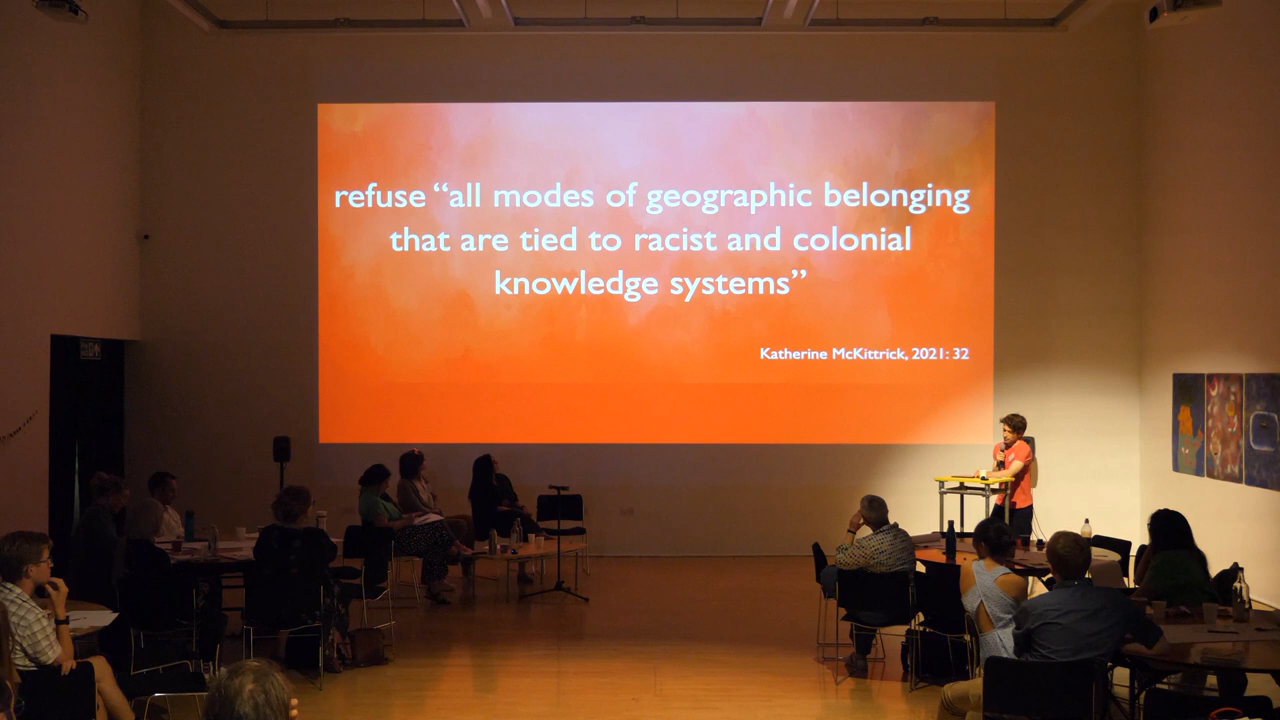 refuse “all modes of geographic belonging
that are tied to racist and colonial
knowledge systems”
Katherine McKittrick, 2021: 32